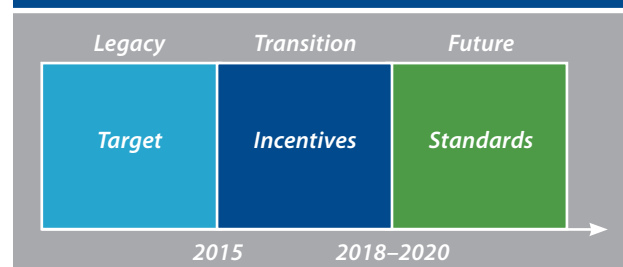 Legacy Transition Future
Target Incentives Standards
2015 2018–2020